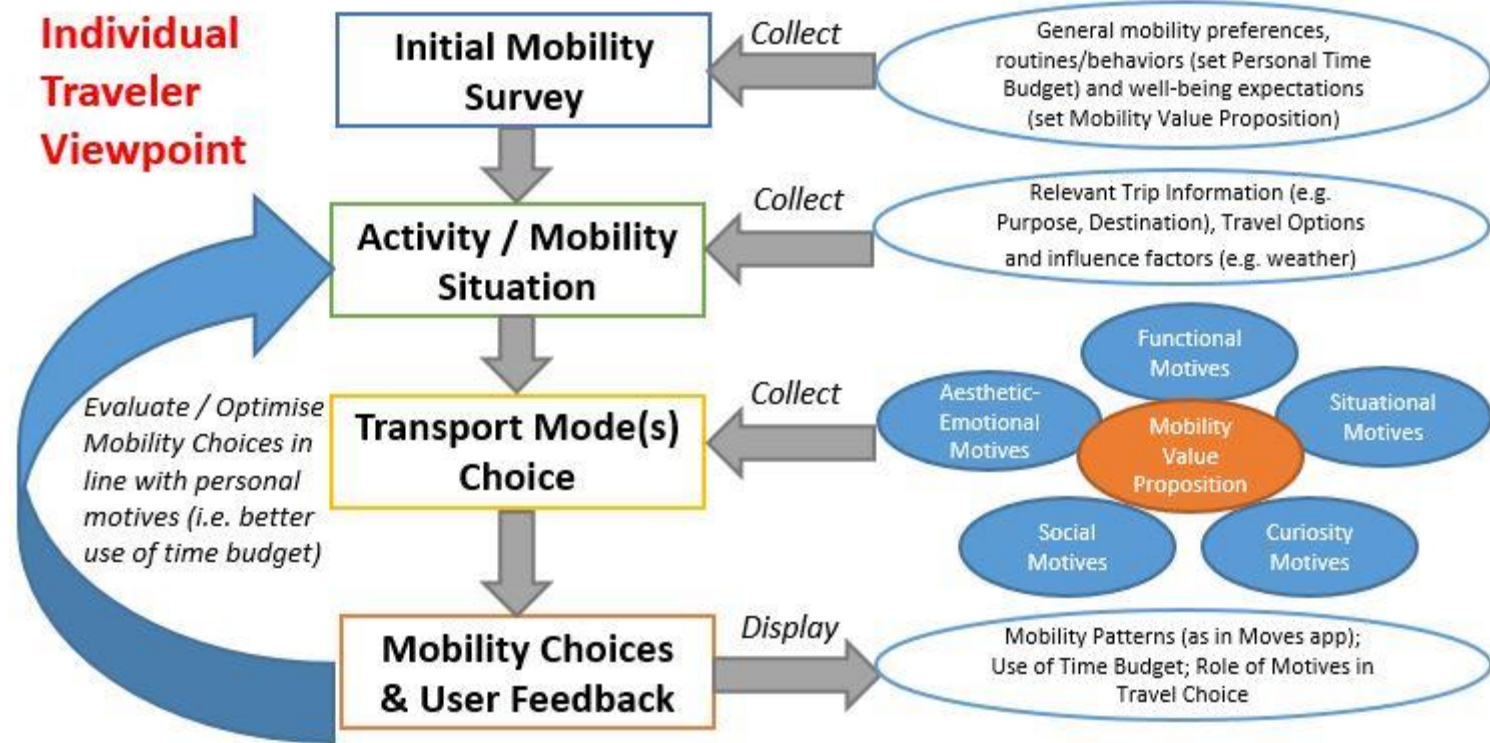 Individual
Traveler
Viewpoint
Initial Mobility
Survey
Collect
General mobility preferences,
routines/behaviors (set Personal Time
Budget) and well-being expectations
(set Mobility Value Proposition)
Activity / Mobility
Situation
Collect
Relevant Trip Information (e.g.
Purpose, Destination), Travel Options
and influence factors (e.g. weather)
Evaluate / Optimise
Mobility Choices in
line with personal
motives (i.e. better
use of time budget)
Transport Mode(s)
Choice
Collect
Functional
Motives
Aesthetic-
Emotional
Motives
Situational
Motives
Mobility
Value
Proposition
Social
Motives
Curiosity
Motives
Mobility Choices
& User Feedback
Display
Mobility Patterns (as in Moves app);
Use of Time Budget; Role of Motives in
Travel Choice